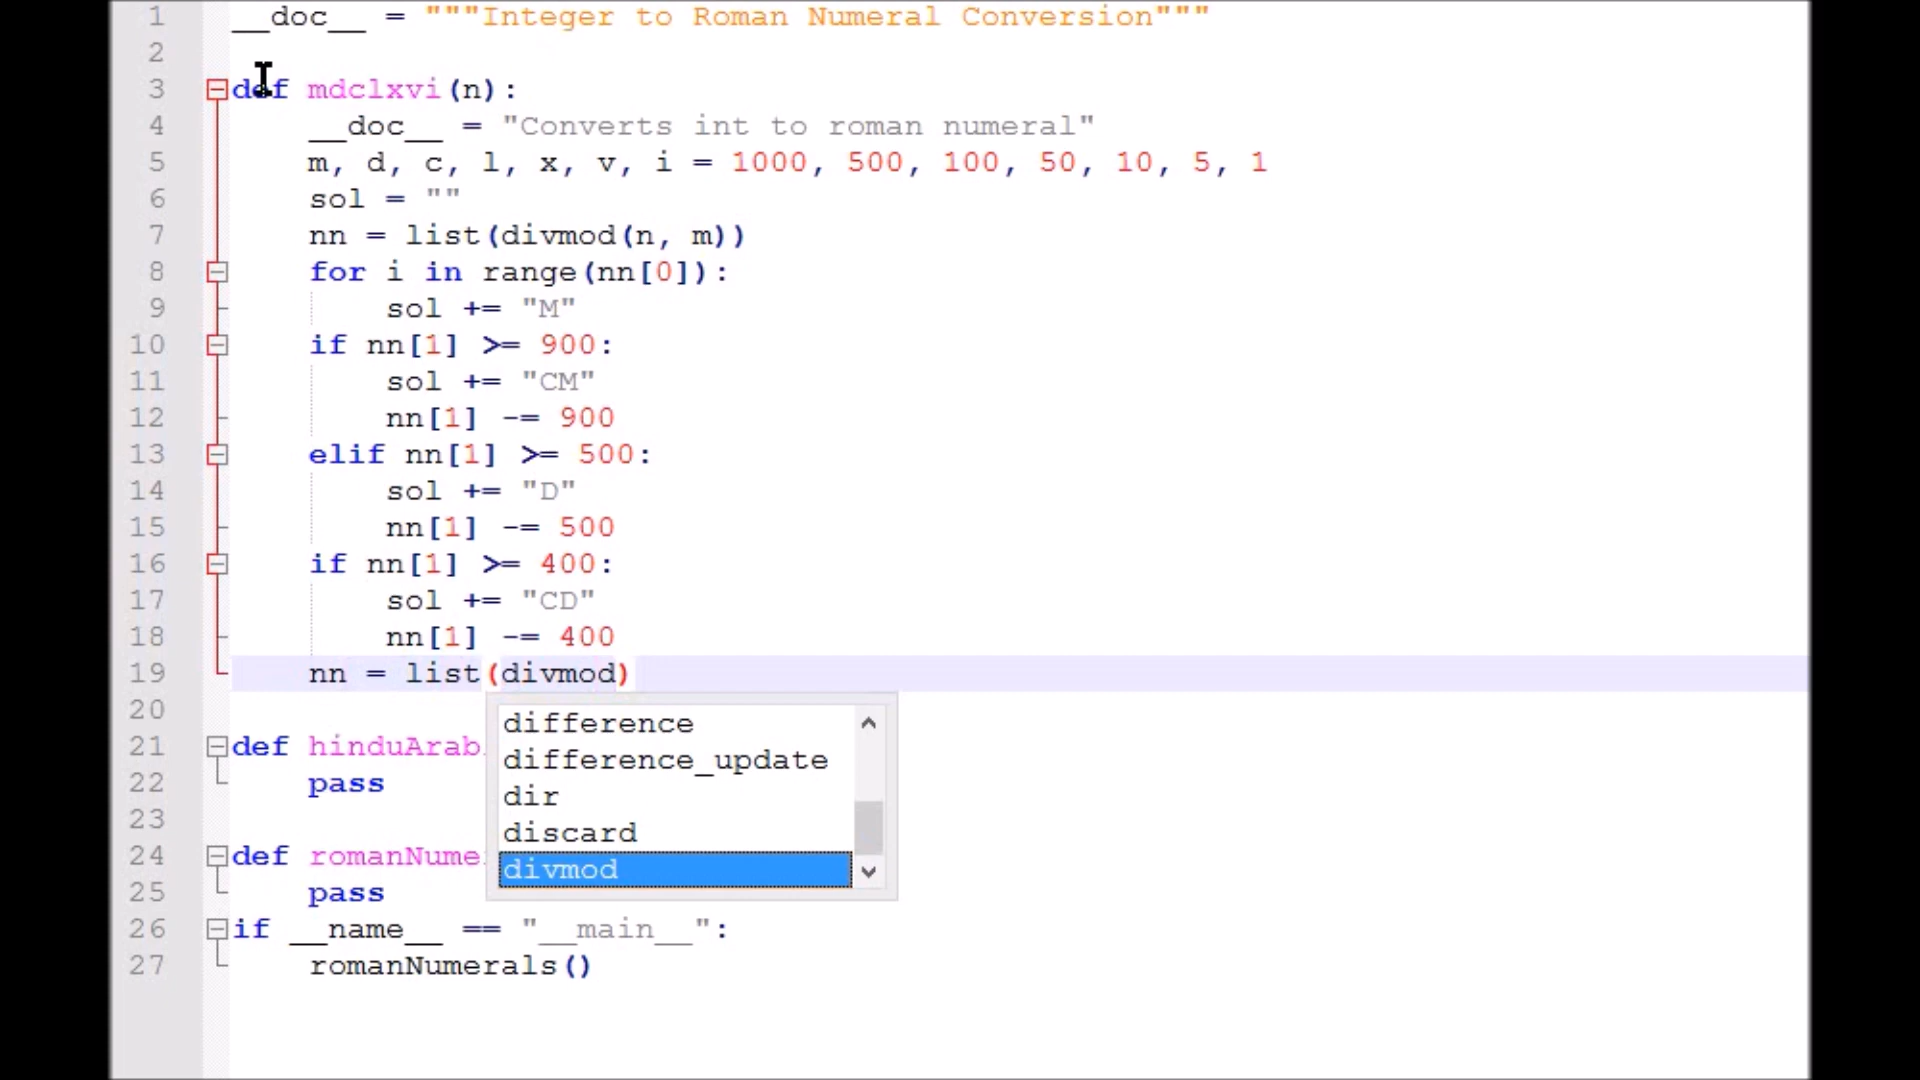 1 __doc__ = """Integer to Roman Numeral Conversion"""
2
3 def mdclxvi(n):
4 __doc__ = "Converts int to roman numeral"
5 m, d, c, l, x, v, i = 1000, 500, 100, 50, 10, 5, 1
6 sol = ""
7 nn = list(divmod(n, m))
8 for i in range(nn[0]):
9 sol += "M"
10 if nn[1] >= 900:
11 sol += "CM"
12 nn[1] -= 900
13 elif nn[1] >= 500:
14 sol += "D"
15 nn[1] -= 500
16 if nn[1] >= 400:
17 sol += "CD"
18 nn[1] -= 400
19 nn = list(divmod)
20
difference
21 def hinduArab
difference_update
22 pass
dir
23
discard
24 def romanNume
divmod
25 pass
26 if __name__ == "__main__":
27 romanNumerals()